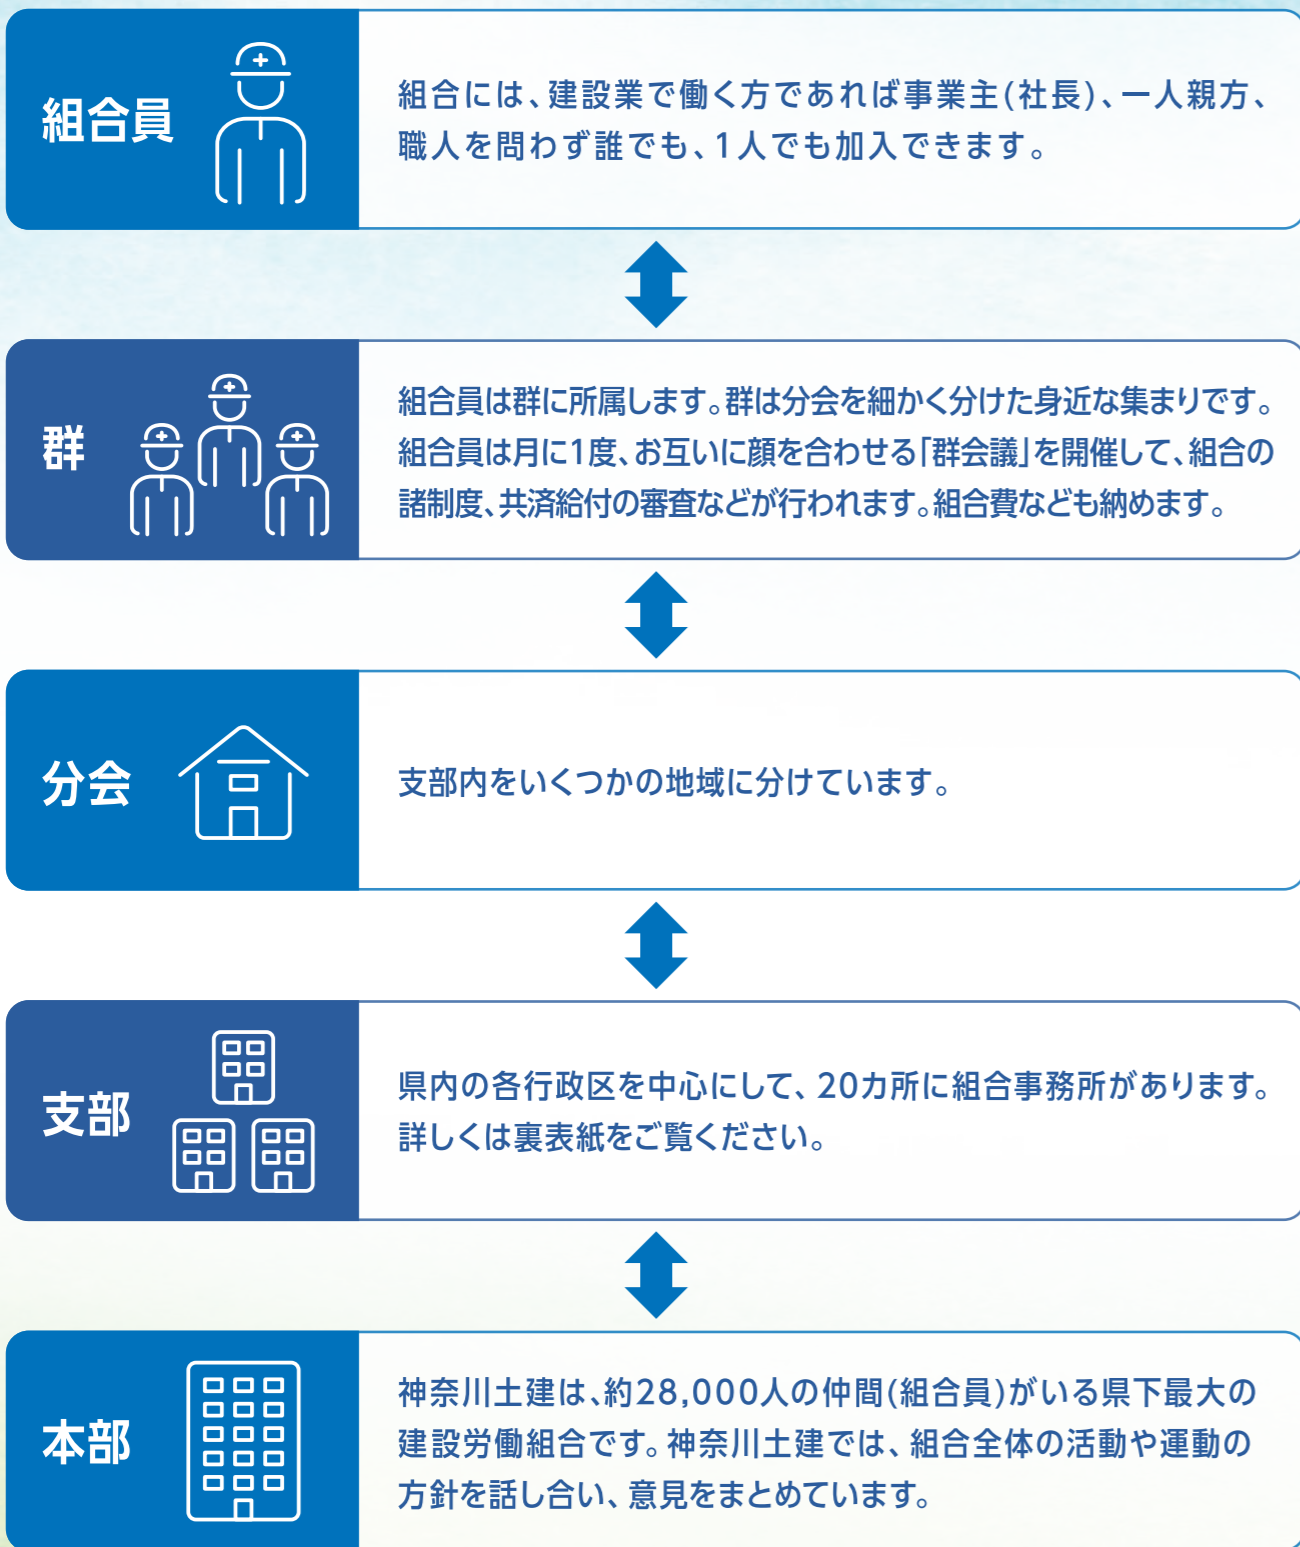 組合員
組合には、建設業で働く方であれば事業主(社長)、一人親方、
職人を問わず誰でも、1人でも加入できます。
群
組合員は群に所属します。群は分会を細かく分けた身近な集まりです。
組合員は月に1度、お互いに顔を合わせる「群会議」を開催して、組合の
諸制度、共済給付の審査などが行われます。組合費なども納めます。
分会
支部内をいくつかの地域に分けています。
支部
県内の各行政区を中心にして、20カ所に組合事務所があります。
詳しくは裏表紙をご覧ください。
本部
神奈川土建は、約28,000人の仲間(組合員)がいる県下最大の
建設労働組合です。神奈川土建では、組合全体の活動や運動の
方針を話し合い、意見をまとめています。